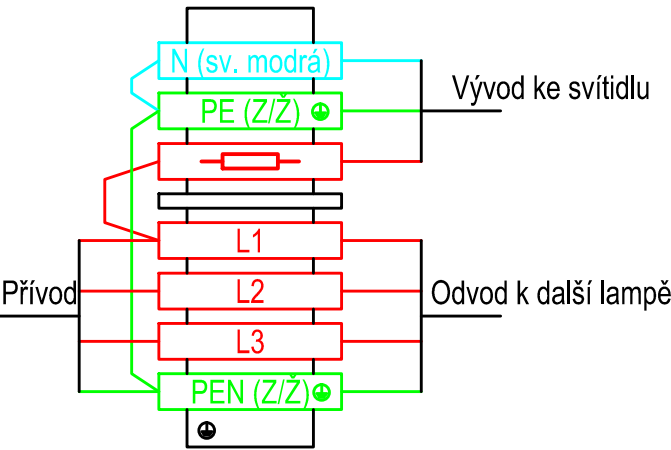 N (sv. modrá)
Vývod ke svítidlu
PE (Z/Ž)
L1
Přívod
L2
Odvod k další lampě
L3
PEN (Z/Ž)